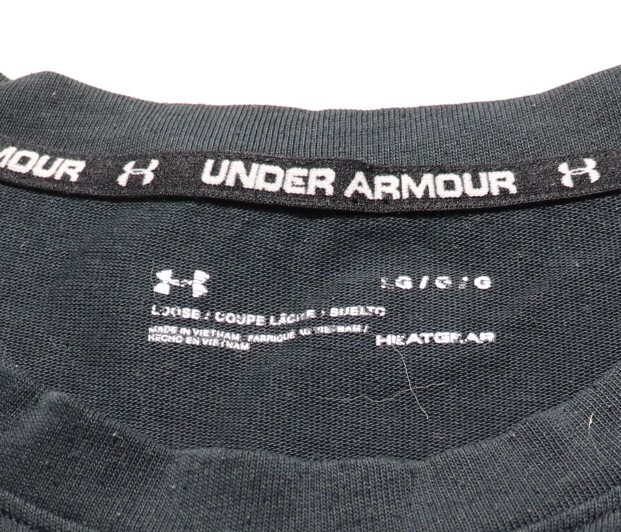 MOUR UNDER ARMOUR
LG / G / G
LOOSE / COUPE LÂCHE / SUELTO
MADE IN VIETNAM / FABRIQUÉ AU VIETNAM /
HECHO EN VIETNAM
HEATGEAR